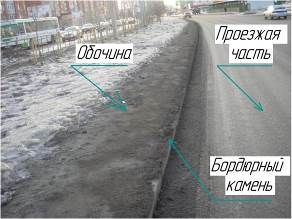 Обочина
Проезжая
часть
Бордюрный
камень